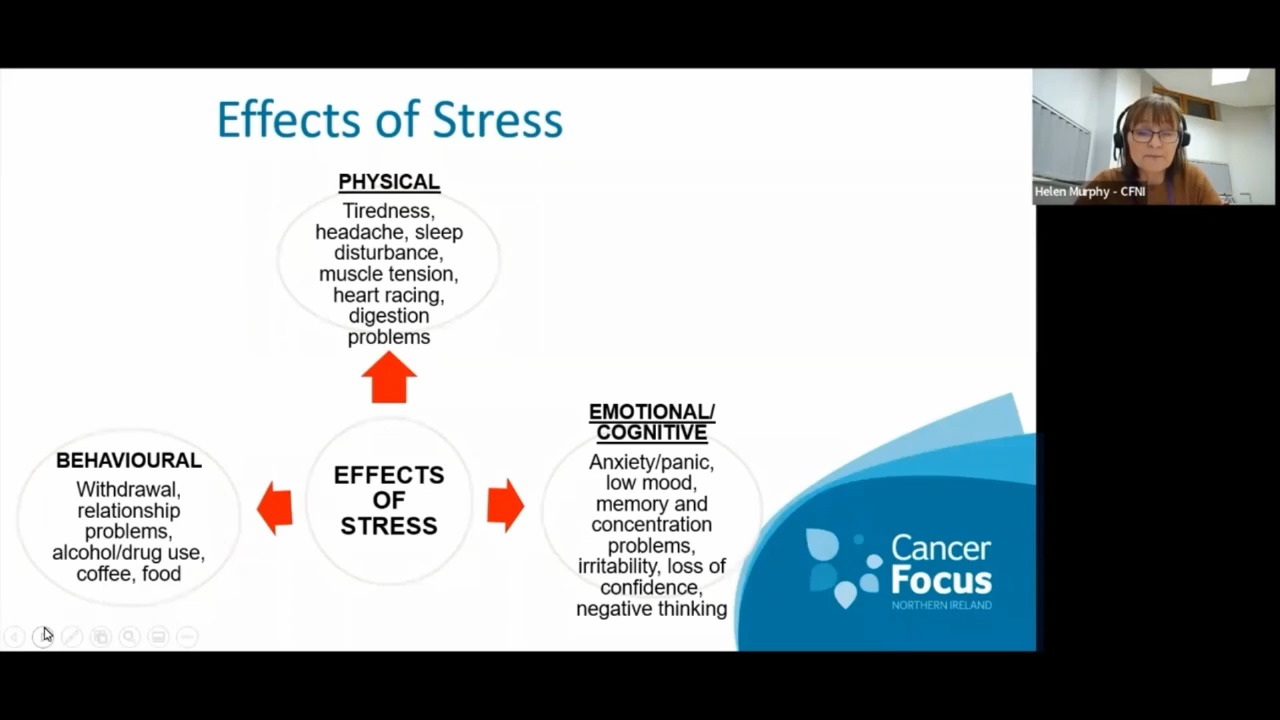 Effects of Stress
Helen Murphy - CFNI
PHYSICAL
Tiredness,
headache, sleep
disturbance,
muscle tension,
heart racing,
digestion
problems
EMOTIONAL/
COGNITIVE
Anxiety/panic,
low mood,
memory and
concentration
problems,
irritability, loss of
confidence,
negative thinking
BEHAVIOURAL
Withdrawal,
relationship
problems,
alcohol/drug use,
coffee, food
EFFECTS
OF
STRESS
Cancer
Focus
NORTHERN IRELAND